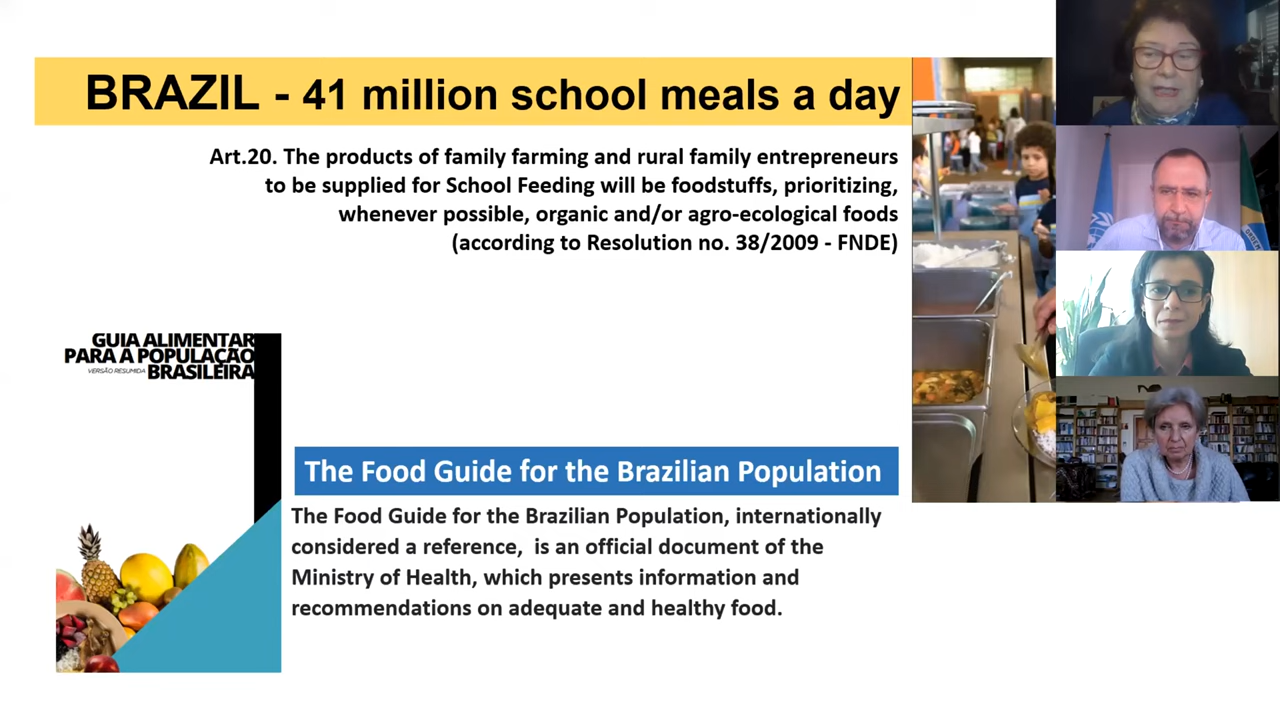 BRAZIL - 41 million school meals a day
Art.20. The products of family farming and rural family entrepreneurs
to be supplied for School Feeding will be foodstuffs, prioritizing,
whenever possible, organic and/or agro-ecological foods
(according to Resolution no. 38/2009 - FNDE)
GUIA ALIMENTAR
PARA A POPULAÇÃO
VERSÃO RESUMIDA BRASILEIRA
The Food Guide for the Brazilian Population
The Food Guide for the Brazilian Population, internationally
considered a reference,  is an official document of the
Ministry of Health, which presents information and
recommendations on adequate and healthy food.